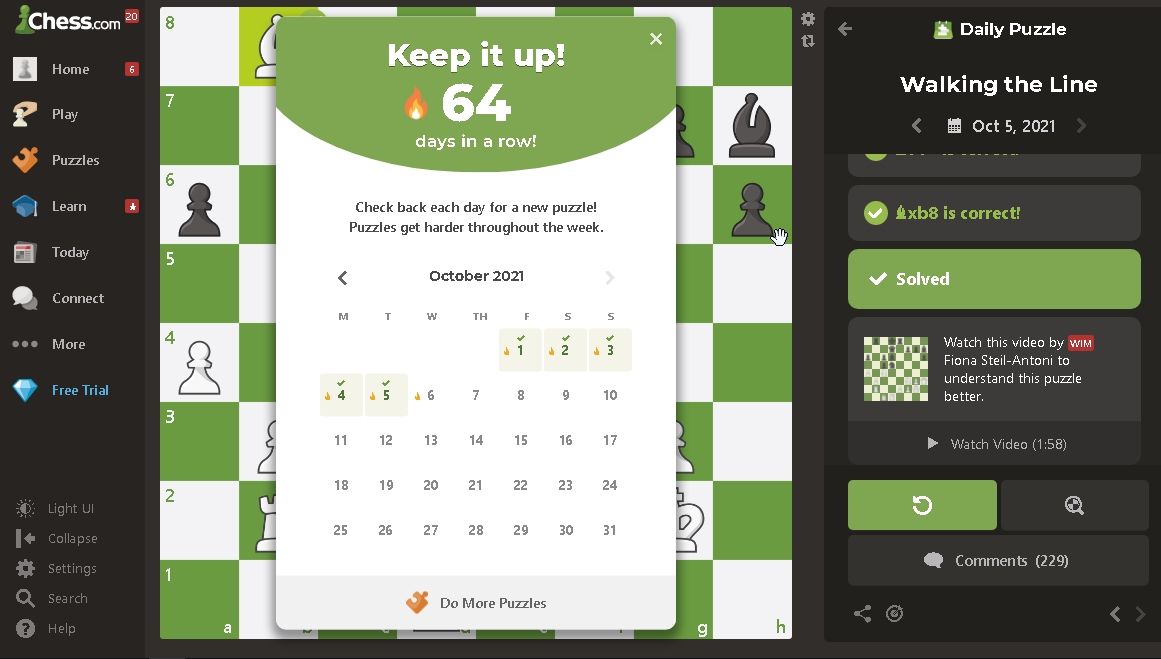 Chess.com
20
Home
6
Play
Puzzles
Learn
Today
Connect
More
Free Trial
Light UI
Collapse
Settings
Search
Help
8
7
6
5
4
3
2
1
a
g
h
Keep it up!
64
days in a row!
Check back each day for a new puzzle!
Puzzles get harder throughout the week.
October 2021
M T W TH F S S
1 2 3
4 5 6 7 8 9 10
11 12 13 14 15 16 17
18 19 20 21 22 23 24
25 26 27 28 29 30 31
Do More Puzzles
Daily Puzzle
Walking the Line
Oct 5, 2021
xb8 is correct!
Solved
Watch this video by WIM
Fiona Steil-Antoni to
understand this puzzle
better.
Watch Video (1:58)
Comments (229)